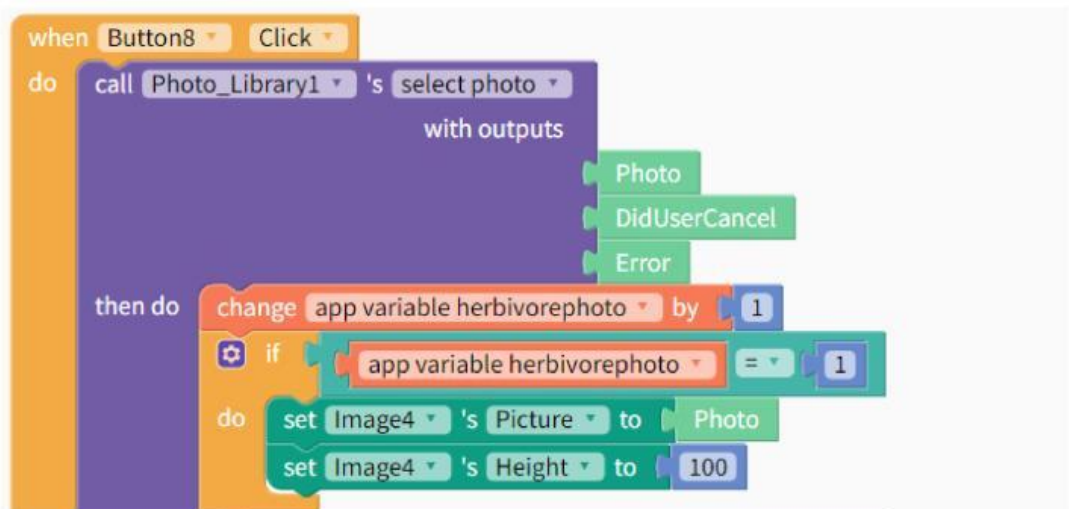 when Button8 Click
do call Photo_Library1 's select photo
with outputs
Photo
DidUserCancel
Error
then do change app variable herbivorephoto by 1
if app variable herbivorephoto = 1
do set Image4 's Picture to Photo
set Image4 's Height to 100